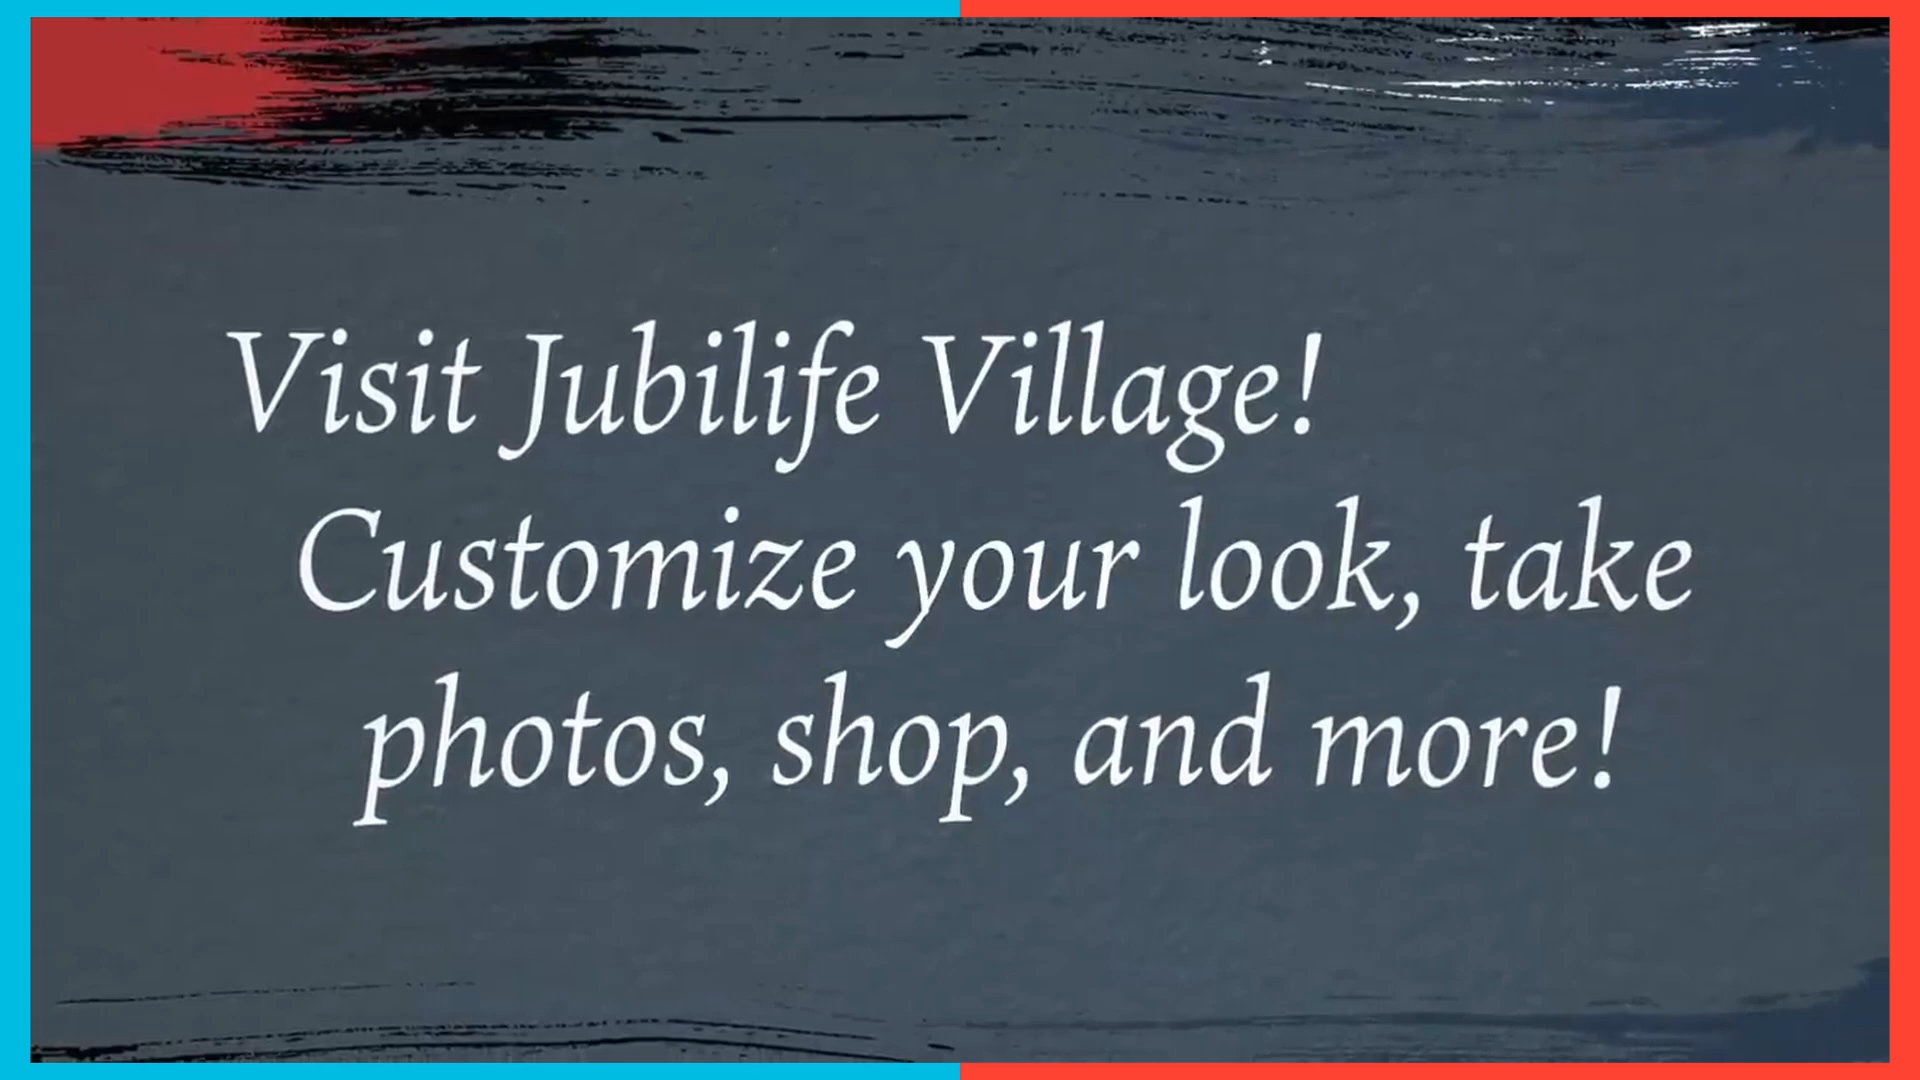 Visit Jubilife Village!
Customize your look, take
photos, shop, and more!